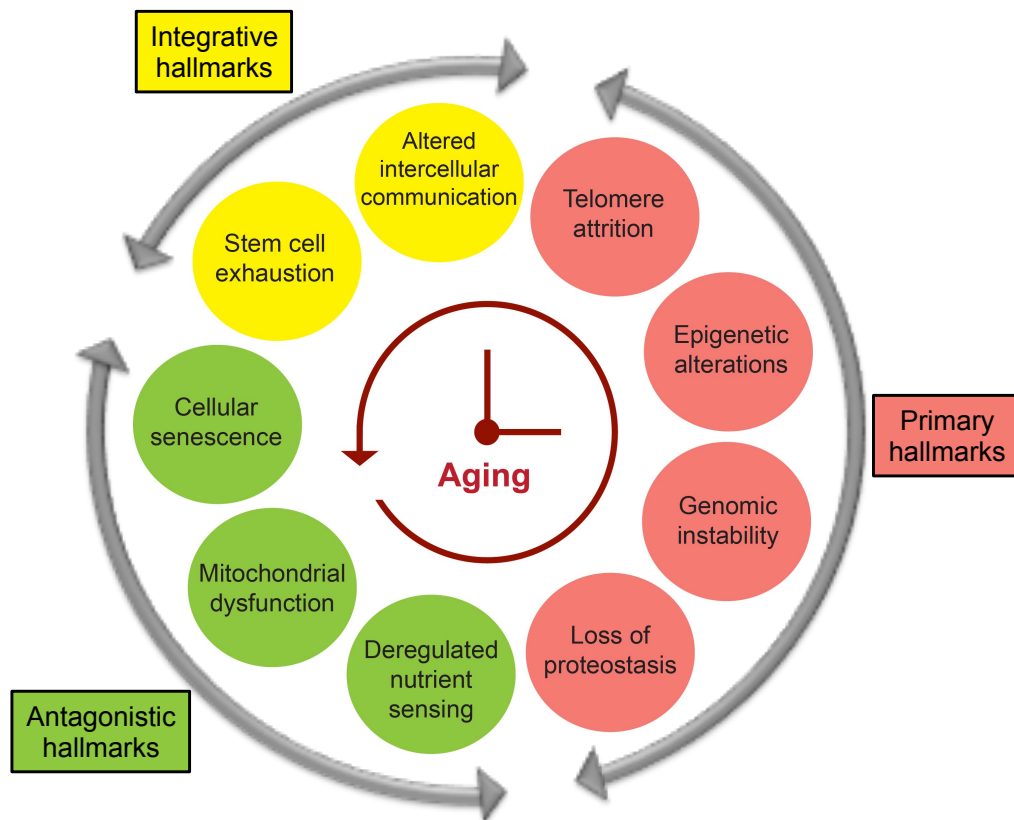 Integrative
hallmarks
Altered
intercellular
communication
Telomere
attrition
Stem cell
exhaustion
Epigenetic
alterations
Cellular
senescence
Primary
hallmarks
Aging
Genomic
instability
Mitochondrial
dysfunction
Loss of
proteostasis
Deregulated
nutrient
sensing
Antagonistic
hallmarks